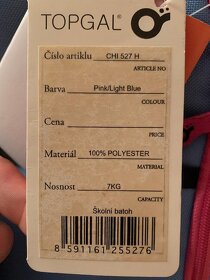 TOPGAL®
Číslo artiklu CHI 527 H
ARTICLE NO
Barva Pink/Light Blue
COLOUR
Cena
PRICE
Materiál 100% POLYESTER
MATERIAL
Nosnost 7KG
CAPACITY
Školní batoh
8 591161 255276